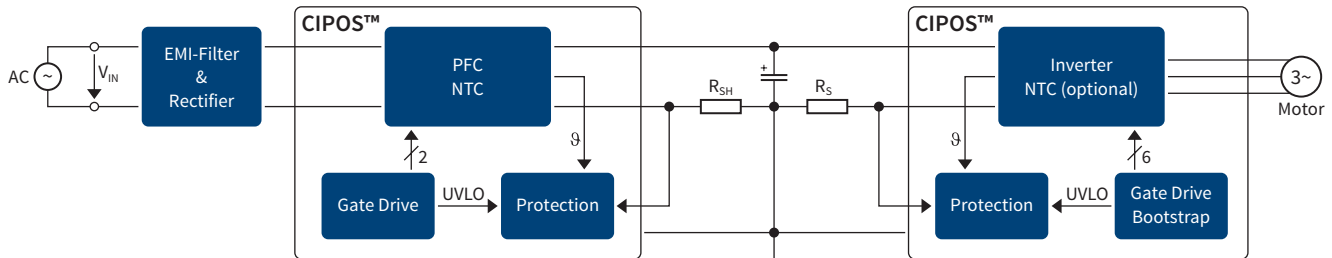 CIPOS™
CIPOS™
AC
~
V_IN
EMI-Filter
&
Rectifier
PFC
NTC
+
R_SH
R_S
Inverter
NTC (optional)
3~
Motor
ϑ
2
ϑ
6
Gate Drive
UVLO
Protection
Protection
UVLO
Gate Drive
Bootstrap